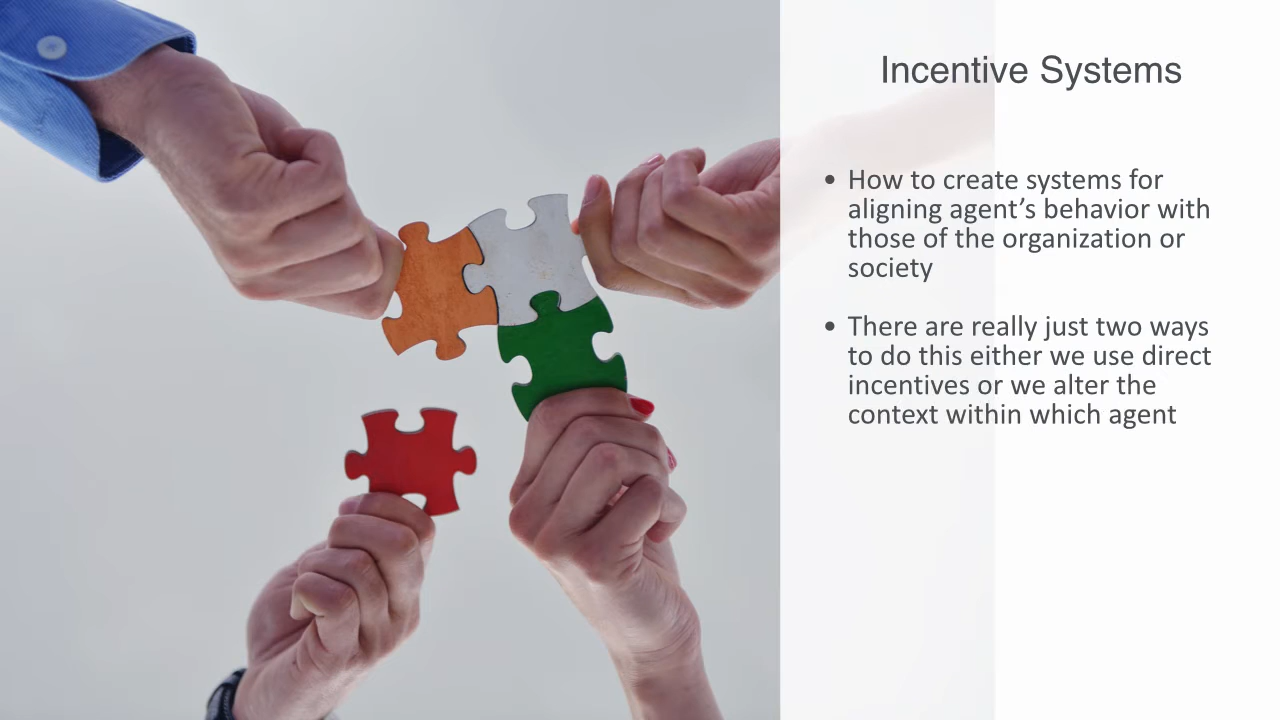 Incentive Systems
• How to create systems for
aligning agent’s behavior with
those of the organization or
society
• There are really just two ways
to do this either we use direct
incentives or we alter the
context within which agent